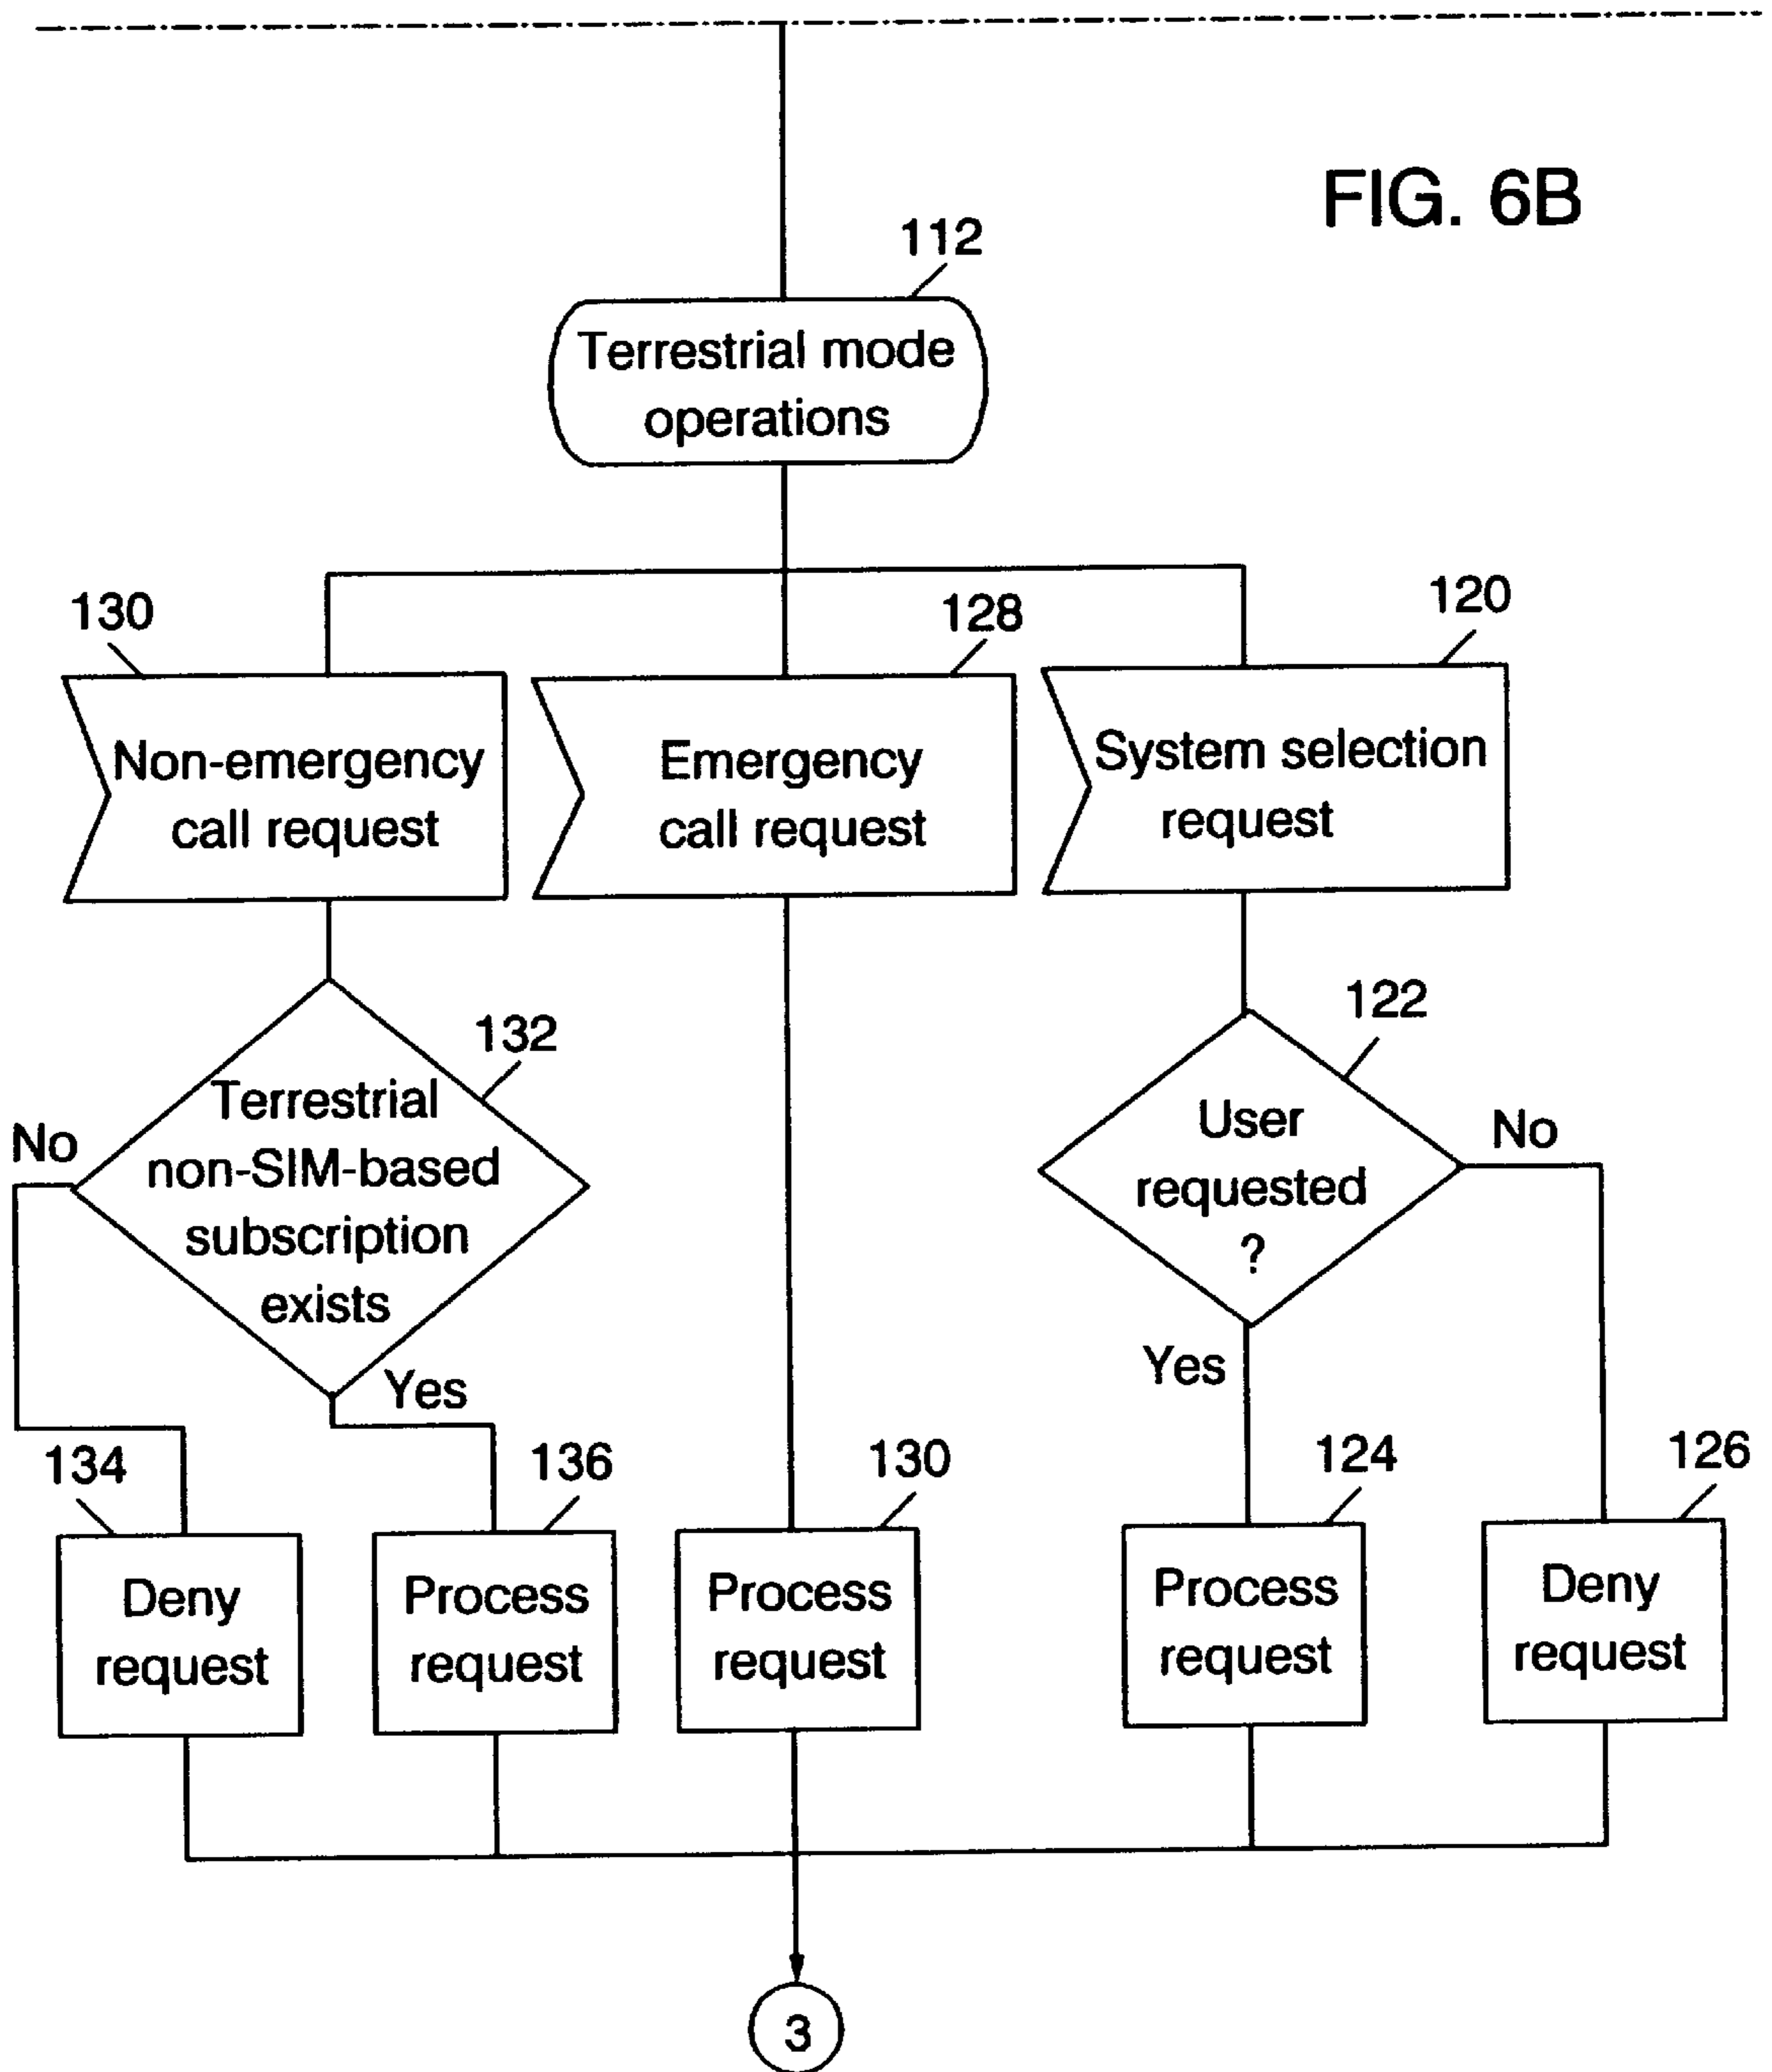 FIG. 6B
112
Terrestrial mode
operations
130
128
120
Non-emergency
call request
Emergency
call request
System selection
request
132
Terrestrial
non-SIM-based
subscription
exists
No
Yes
122
User
requested
?
No
Yes
134
136
130
124
126
Deny
request
Process
request
Process
request
Process
request
Deny
request
3